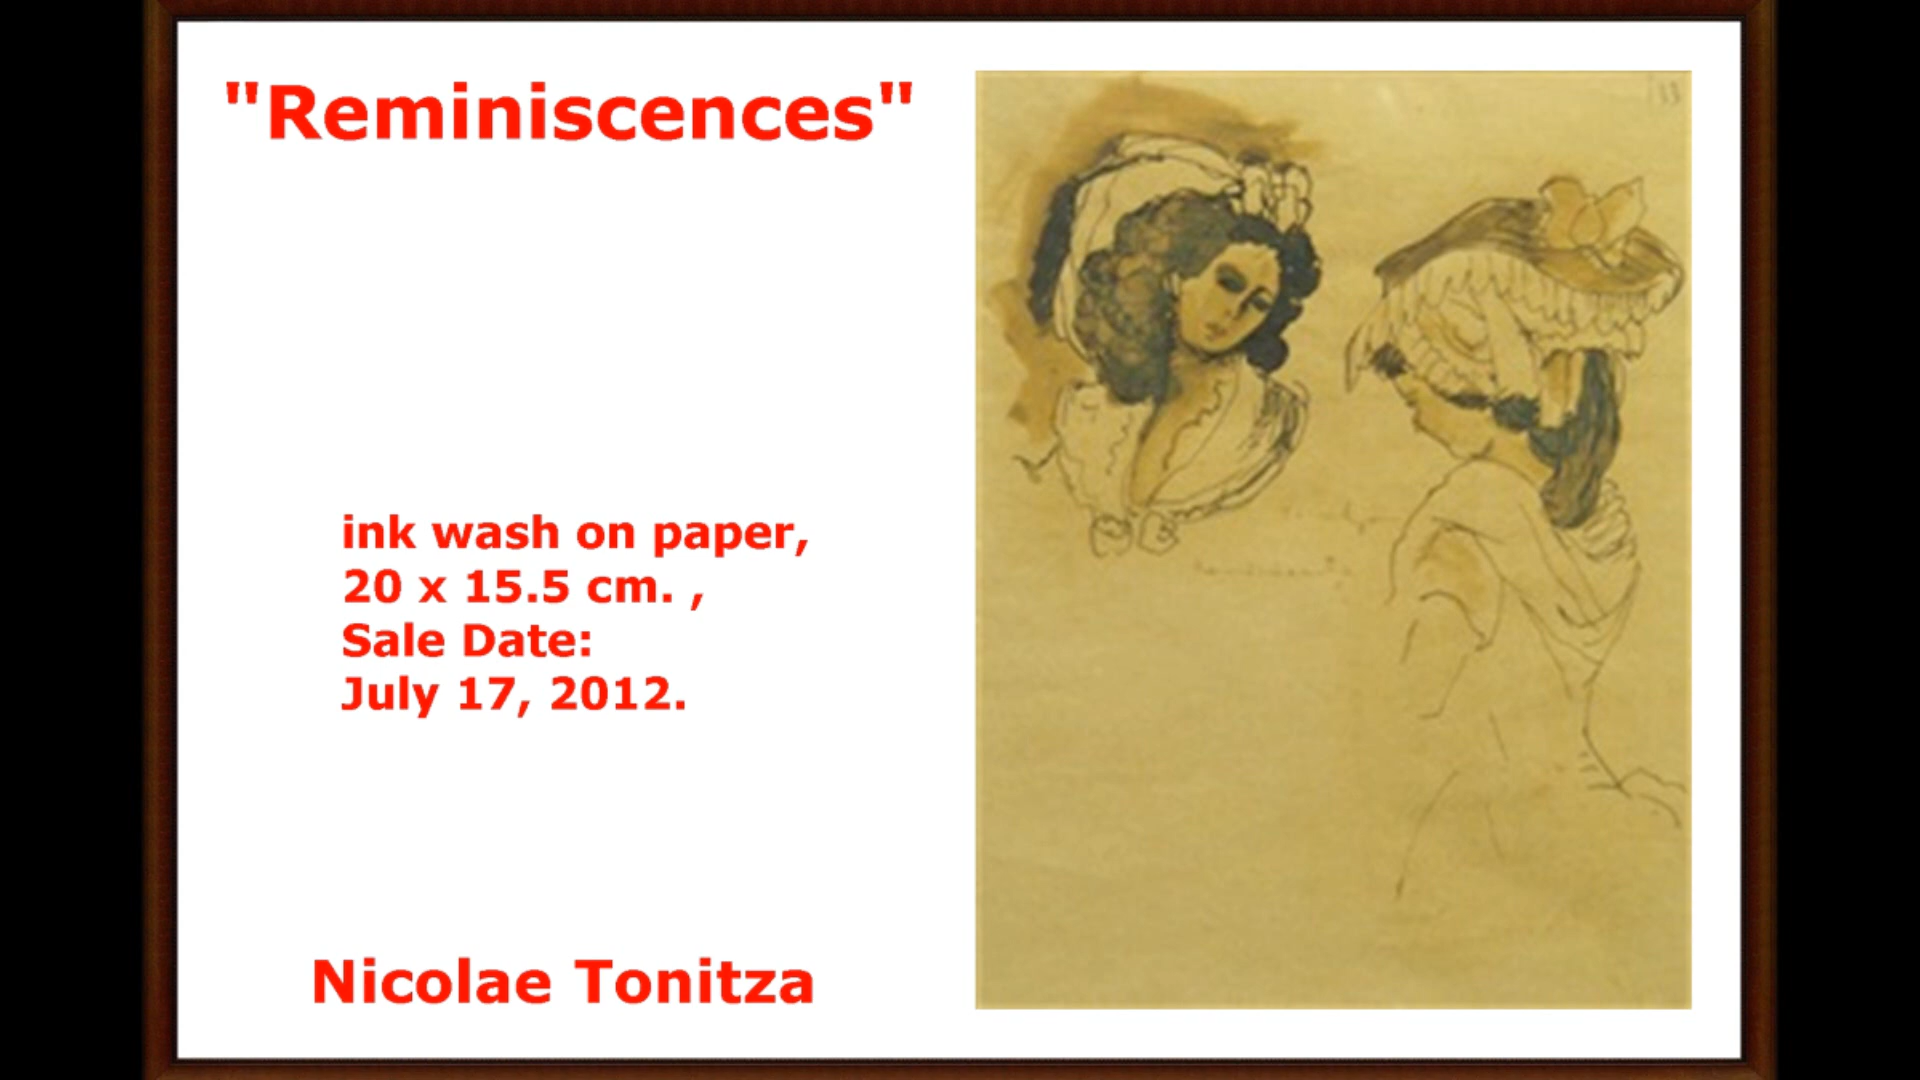 "Reminiscences"
ink wash on paper,
20 x 15.5 cm. ,
Sale Date:
July 17, 2012.
Nicolae Tonitza